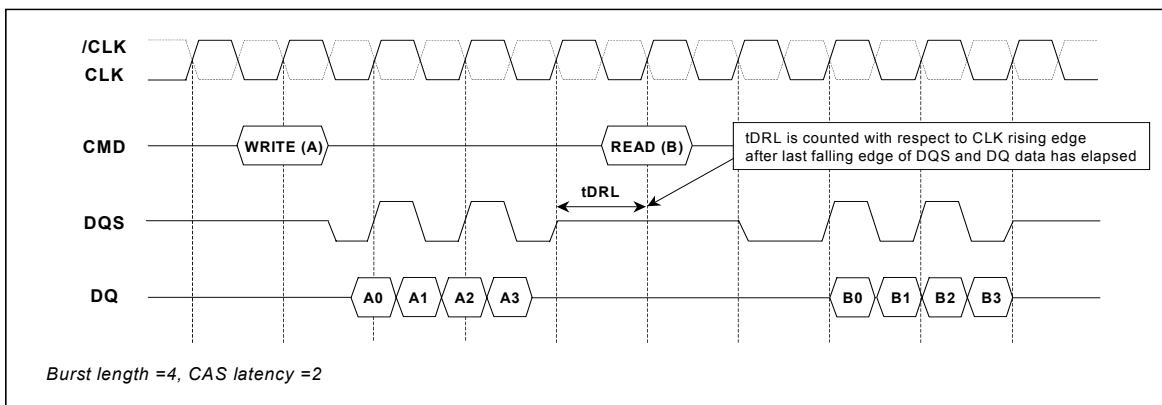 /CLK
CLK
CMD WRITE (A) READ (B)
tDRL is counted with respect to CLK rising edge
after last falling edge of DQS and DQ data has elapsed
tDRL
DQS
DQ A0 A1 A2 A3 B0 B1 B2 B3
Burst length =4, CAS latency =2